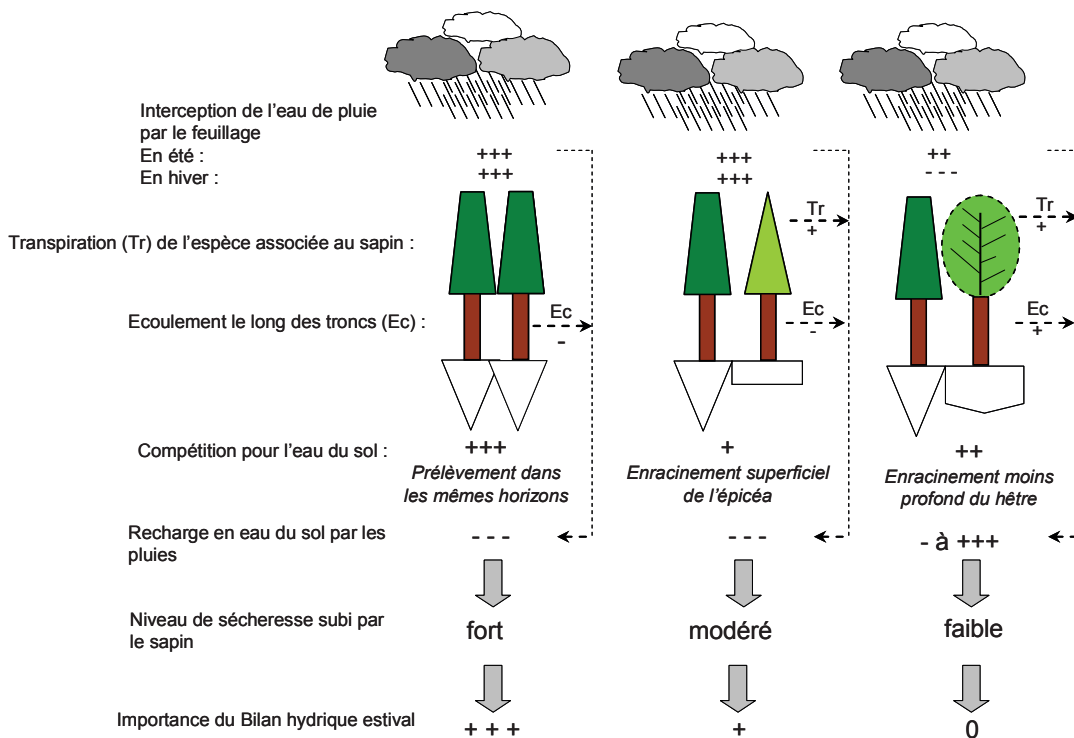 Interception de l'eau de pluie
par le feuillage
En été :
+++
+++
++
En hiver :
+++
+++
- - -
Transpiration (Tr) de l'espèce associée au sapin :
Tr
+
Tr
+
Ecoulement le long des troncs (Ec) :
Ec
-
Ec
-
Ec
+
Compétition pour l'eau du sol :
+++
+
++
Prélèvement dans
les mêmes horizons
Enracinement superficiel
de l'épicéa
Enracinement moins
profond du hêtre
Recharge en eau du sol par les
pluies
- - -
- - -
- à +++
Niveau de sécheresse subi par
le sapin
fort
modéré
faible
Importance du Bilan hydrique estival
+ + +
+
0